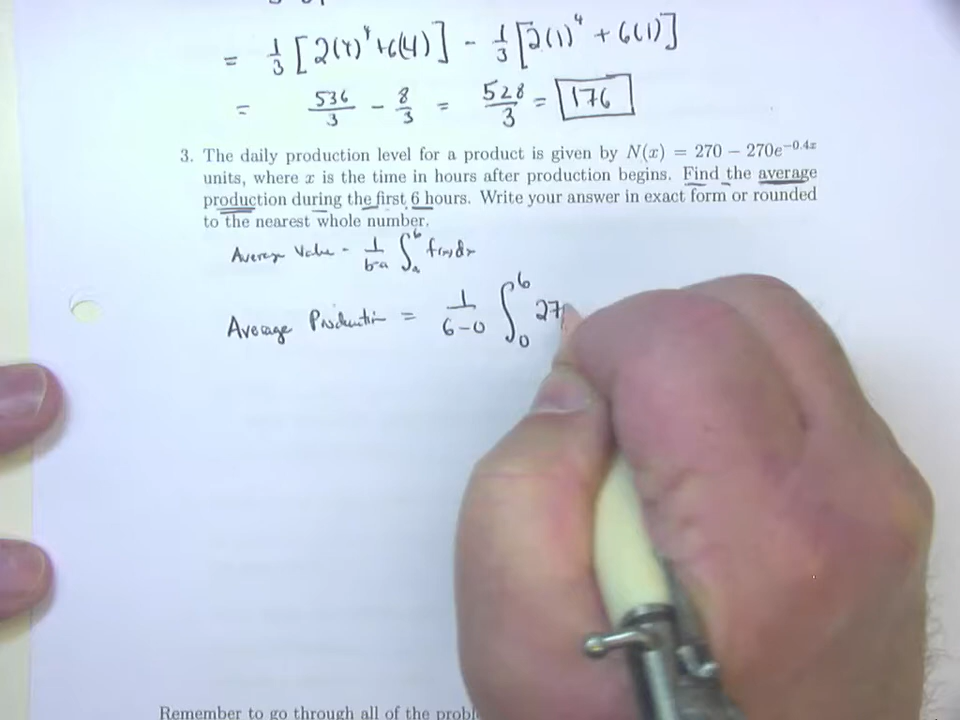 = 1/3 [2(4)⁴+6(4)] - 1/3 [2(1)⁴ + 6(1)]
= 536/3 - 8/3 = 528/3 = 176
3. The daily production level for a product is given by N(x) = 270 − 270e^−0.4x
units, where x is the time in hours after production begins. Find the average
production during the first 6 hours. Write your answer in exact form or rounded
to the nearest whole number.
Average Value - 1/b-a ∫_a^b f(x)dx
Average Production = 1/6-0 ∫_0^6 27
Remember to go through all of the probl